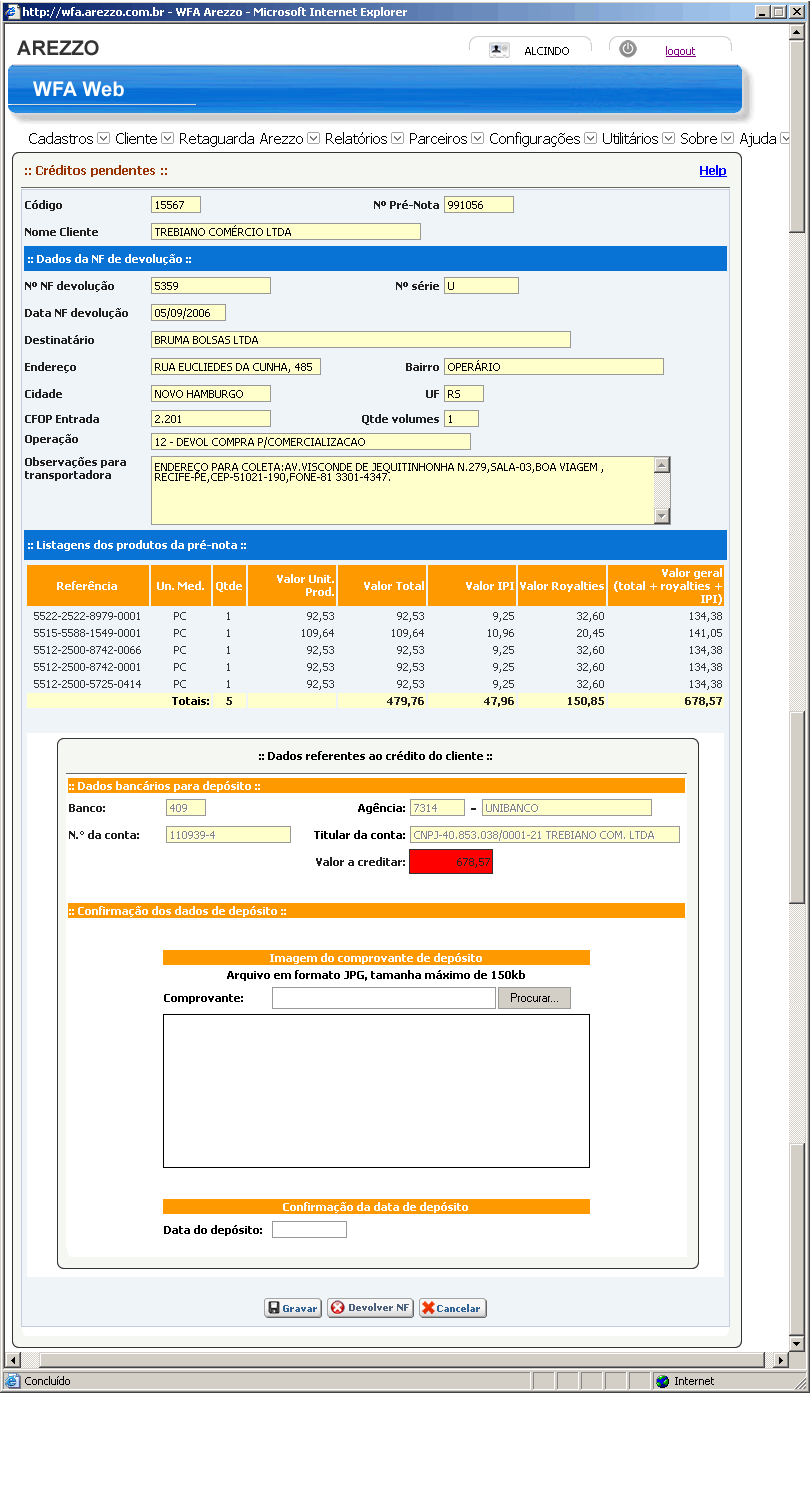 http://wfa.arezzo.com.br - WFA Arezzo - Microsoft Internet Explorer
AREZZO
ALCINDO
logout
WFA Web
Cadastros Cliente Retaguarda Arezzo Relatórios Parceiros Configurações Utilitários Sobre Ajuda
:: Créditos pendentes ::
Help
Código 15567 Nº Pré-Nota 991056
Nome Cliente TREBIANO COMÉRCIO LTDA
:: Dados da NF de devolução ::
Nº NF devolução 5359 Nº série U
Data NF devolução 05/09/2006
Destinatário BRUMA BOLSAS LTDA
Endereço RUA EUCLIEDES DA CUNHA, 485 Bairro OPERÁRIO
Cidade NOVO HAMBURGO UF RS
CFOP Entrada 2.201 Qtde volumes 1
Operação 12 - DEVOL COMPRA P/COMERCIALIZACAO
Observações para transportadora
ENDEREÇO PARA COLETA:AV.VISCONDE DE JEQUITINHONHA N.279,SALA-03,BOA VIAGEM ,
RECIFE-PE,CEP-51021-190,FONE-81 3301-4347.
:: Listagens dos produtos da pré-nota ::
Referência Un. Med. Qtde Valor Unit. Prod. Valor Total Valor IPI Valor Royalties Valor geral (total + royalties + IPI)
5522-2522-8979-0001 PC 1 92,53 92,53 9,25 32,60 134,38
5515-5588-1549-0001 PC 1 109,64 109,64 10,96 20,45 141,05
5512-2500-8742-0066 PC 1 92,53 92,53 9,25 32,60 134,38
5512-2500-8742-0001 PC 1 92,53 92,53 9,25 32,60 134,38
5512-2500-5725-0414 PC 1 92,53 92,53 9,25 32,60 134,38
Totais: 5 479,76 47,96 150,85 678,57
:: Dados referentes ao crédito do cliente ::
:: Dados bancários para depósito ::
Banco: 409 Agência: 7314 - UNIBANCO
N.° da conta: 110939-4 Titular da conta: CNPJ-40.853.038/0001-21 TREBIANO COM. LTDA
Valor a creditar: 678,57
:: Confirmação dos dados de depósito ::
Imagem do comprovante de depósito
Arquivo em formato JPG, tamanha máximo de 150kb
Comprovante: Procurar...
Confirmação da data de depósito
Data do depósito:
Gravar Devolver NF Cancelar
Concluído
Internet